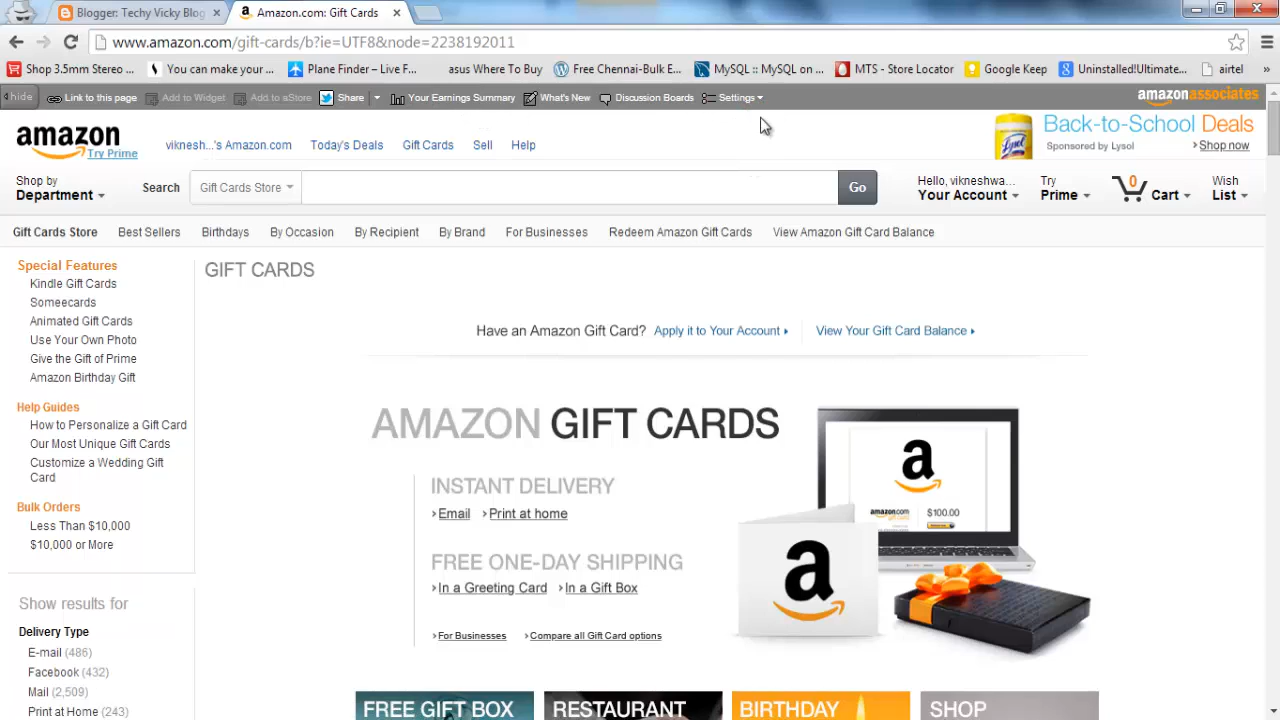 Blogger: Techy Vicky Blog
Amazon.com: Gift Cards
www.amazon.com/gift-cards/b?ie=UTF8&node=2238192011
Shop 3.5mm Stereo ... You can make your ... Plane Finder – Live F... asus Where To Buy Free Chennai-Bulk E... MySQL :: MySQL on ... MTS - Store Locator Google Keep Uninstalled!Ultimate... airtel
hide Link to this page Add to Widget Add to aStore Share Your Earnings Summary What's New Discussion Boards Settings amazonassociates
amazon
Try Prime
viknesh...'s Amazon.com Today's Deals Gift Cards Sell Help
Back-to-School Deals
Sponsored by Lysol Shop now
Shop by
Department
Search Gift Cards Store Go
Hello, vikneshwa...
Your Account
Try
Prime
0
Cart
Wish
List
Gift Cards Store Best Sellers Birthdays By Occasion By Recipient By Brand For Businesses Redeem Amazon Gift Cards View Amazon Gift Card Balance
Special Features
Kindle Gift Cards
Someecards
Animated Gift Cards
Use Your Own Photo
Give the Gift of Prime
Amazon Birthday Gift
Help Guides
How to Personalize a Gift Card
Our Most Unique Gift Cards
Customize a Wedding Gift
Card
Bulk Orders
Less Than $10,000
$10,000 or More
Show results for
Delivery Type
E-mail (486)
Facebook (432)
Mail (2,509)
Print at Home (243)
GIFT CARDS
Have an Amazon Gift Card? Apply it to Your Account View Your Gift Card Balance
AMAZON GIFT CARDS
INSTANT DELIVERY
Email Print at home
FREE ONE-DAY SHIPPING
In a Greeting Card In a Gift Box
For Businesses Compare all Gift Card options
$100.00
FREE GIFT BOX RESTAURANT BIRTHDAY SHOP